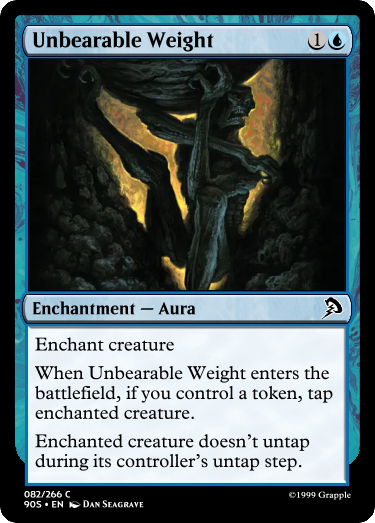 Unbearable Weight 1
Enchantment — Aura
Enchant creature
When Unbearable Weight enters the
battlefield, if you control a token, tap
enchanted creature.
Enchanted creature doesn't untap
during its controller's untap step.
082/266 C
90S • EN DAN SEAGRAVE
©1999 Grapple